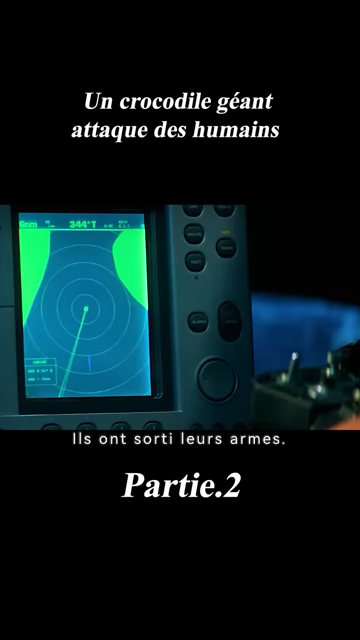 Un crocodile géant
attaque des humains
344°T
Ils ont sorti leurs armes.
Partie.2